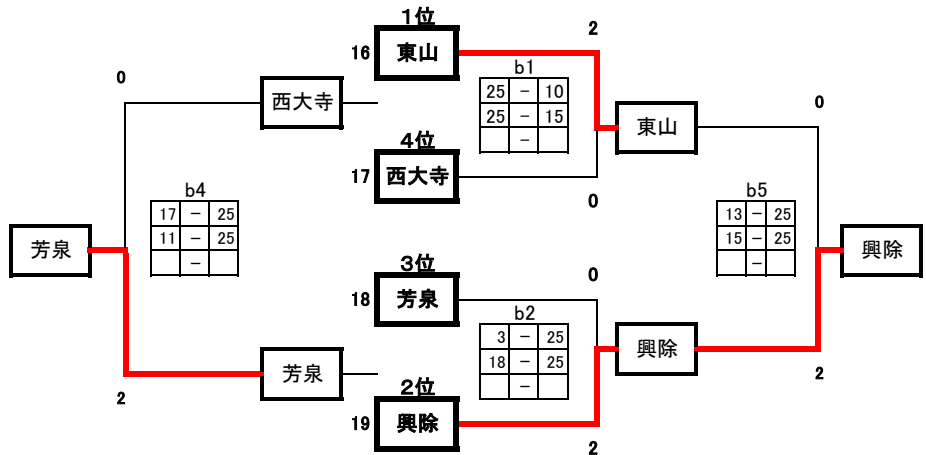 1位
2
16 東山
b1
0
西大寺
25 - 10
0
25 - 15
-
東山
4位
17 西大寺
b4
b5
0
17 - 25
13 - 25
11 - 25
15 - 25
-
-
芳泉
興除
3位
0
18 芳泉
b2
3 - 25
18 - 25
興除
-
芳泉
2位
2
2
19 興除
2